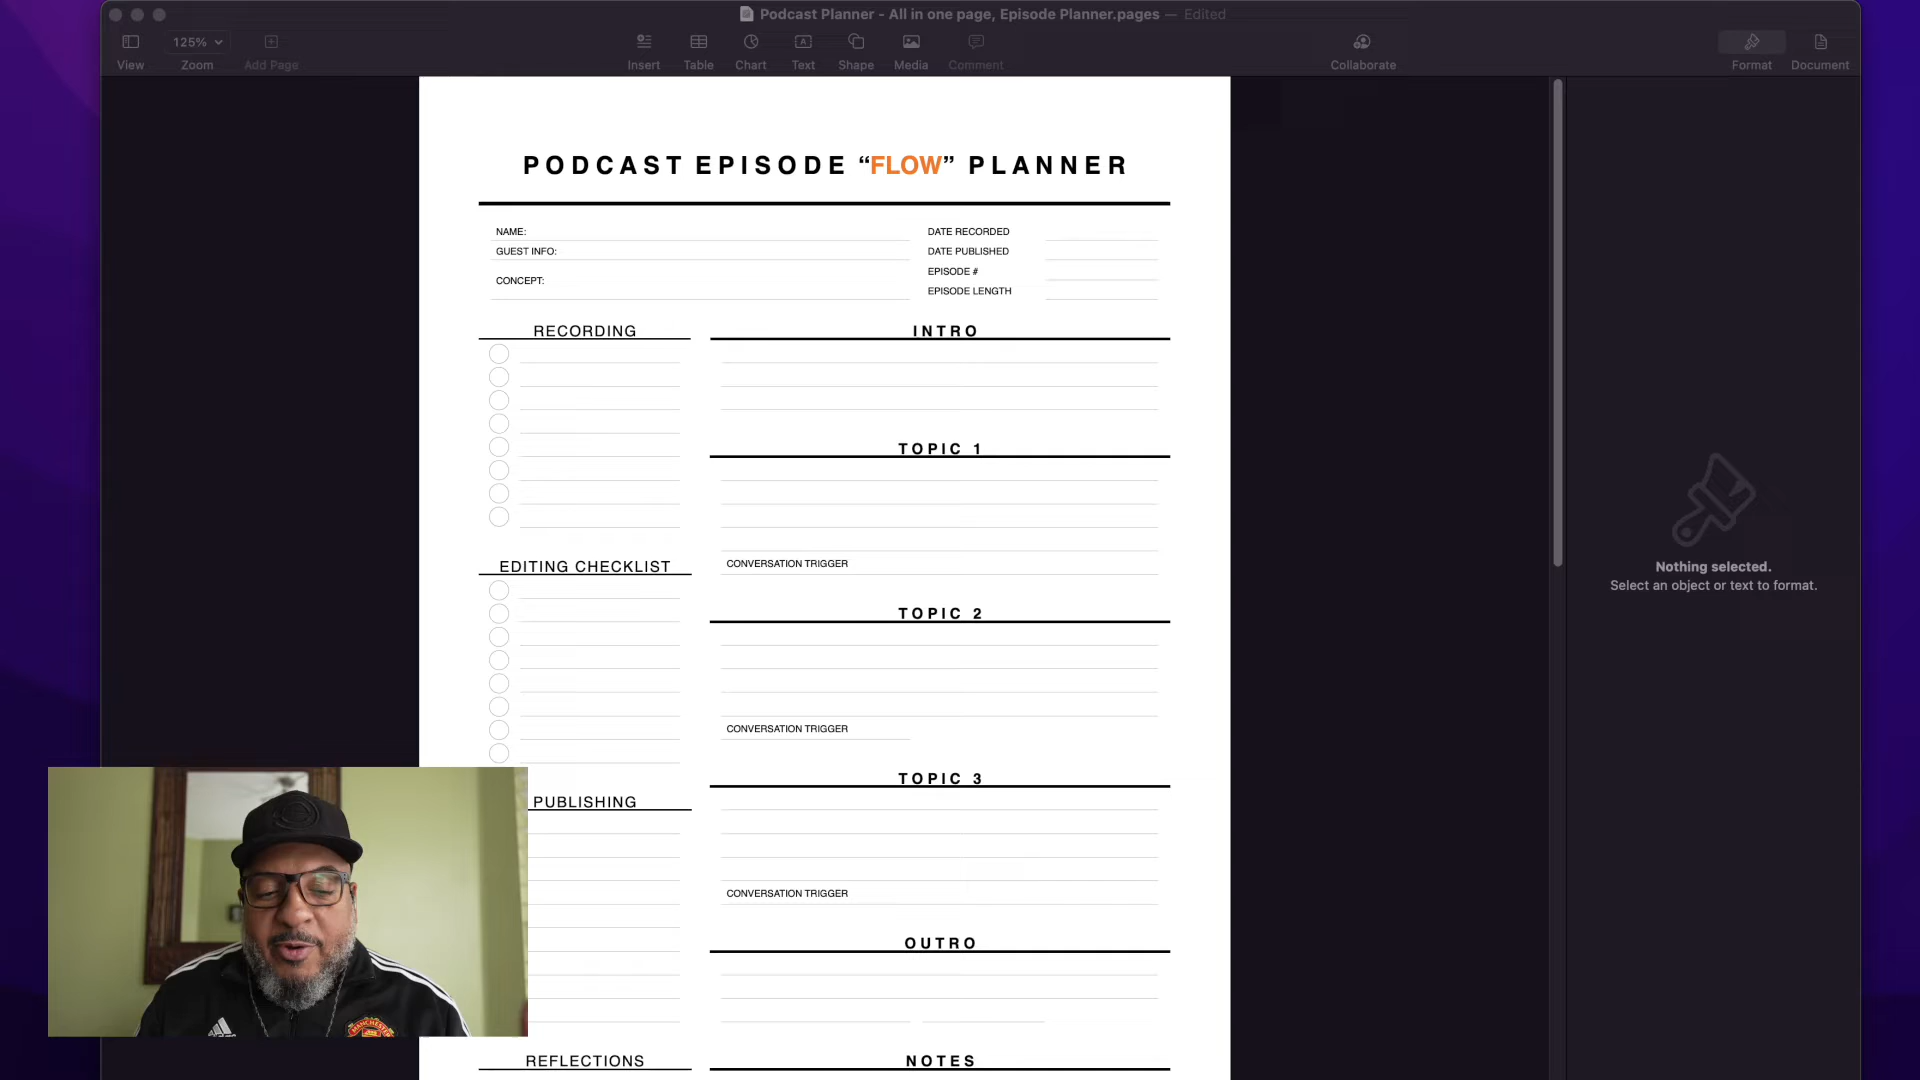 Podcast Planner - All in one page, Episode Planner.pages — Edited
125%
View
Zoom
Add Page
Insert
Table
Chart
Text
Shape
Media
Comment
Collaborate
Format
Document
PODCAST EPISODE “FLOW” PLANNER
NAME:
GUEST INFO:
CONCEPT:
DATE RECORDED
DATE PUBLISHED
EPISODE #
EPISODE LENGTH
RECORDING
EDITING CHECKLIST
PUBLISHING
REFLECTIONS
INTRO
TOPIC 1
CONVERSATION TRIGGER
TOPIC 2
CONVERSATION TRIGGER
TOPIC 3
CONVERSATION TRIGGER
OUTRO
NOTES
Nothing selected.
Select an object or text to format.
MANCHESTER